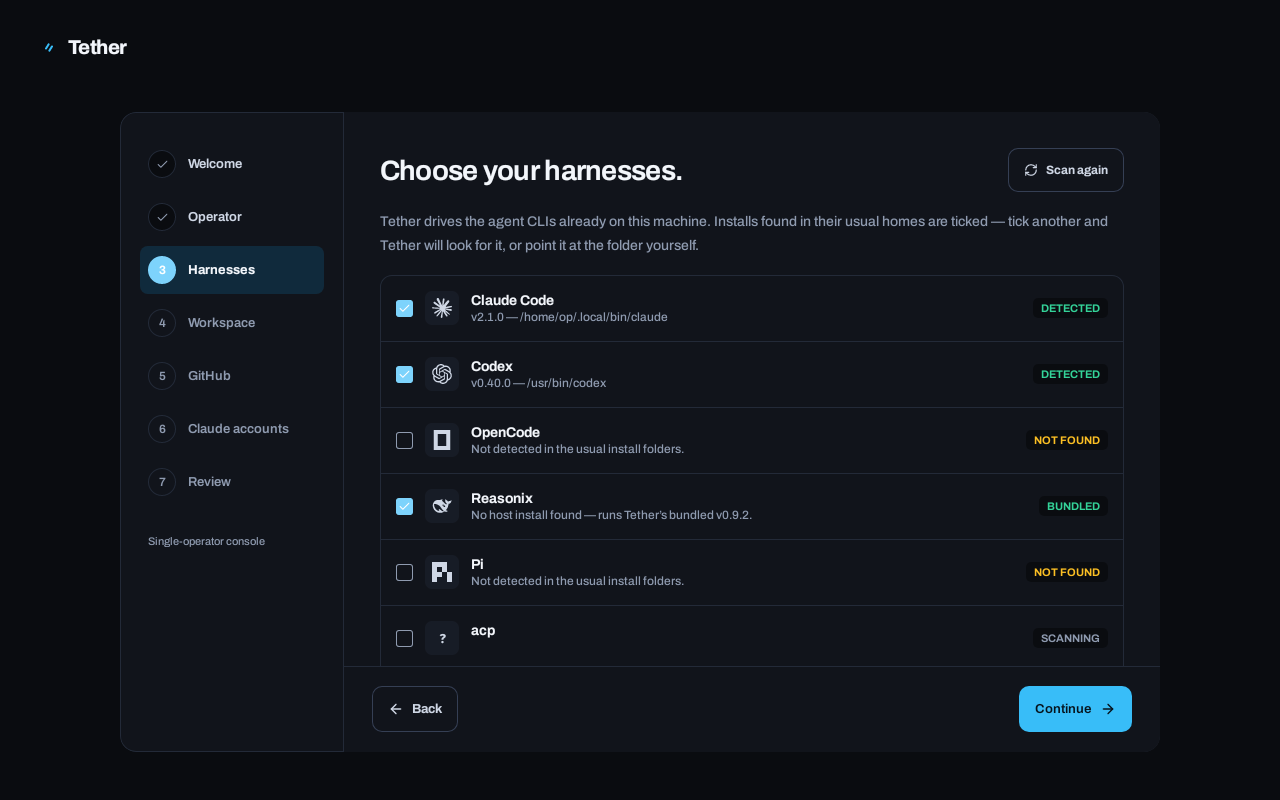 Tether
Welcome
Operator
3 Harnesses
4 Workspace
5 GitHub
6 Claude accounts
7 Review
Single-operator console
Choose your harnesses.
Scan again
Tether drives the agent CLIs already on this machine. Installs found in their usual homes are ticked — tick another and
Tether will look for it, or point it at the folder yourself.
Claude Code
v2.1.0 — /home/op/.local/bin/claude
DETECTED
Codex
v0.40.0 — /usr/bin/codex
DETECTED
OpenCode
Not detected in the usual install folders.
NOT FOUND
Reasonix
No host install found — runs Tether's bundled v0.9.2.
BUNDLED
Pi
Not detected in the usual install folders.
NOT FOUND
?
acp
SCANNING
Back
Continue